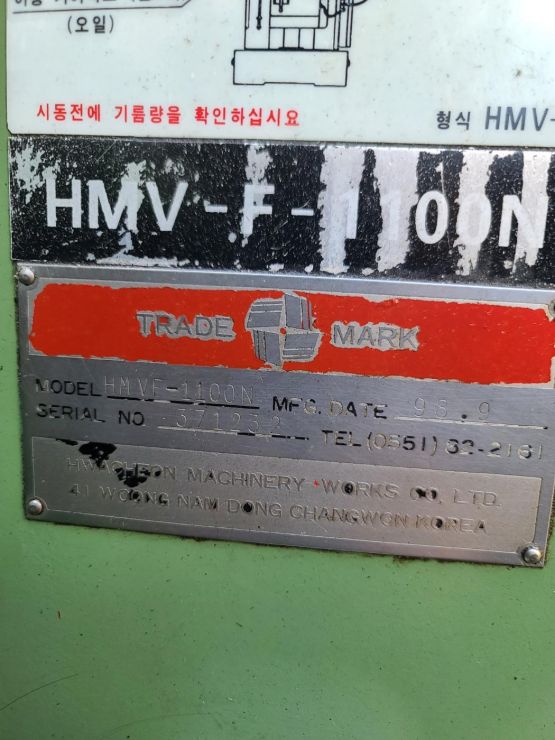 (오일)
시동전에 기름량을 확인하십시요
형식 HMV-
HMV-F-1100N
TRADE MARK
MODEL HMVF-1100N MFG. DATE 98.9
SERIAL NO 371232 TEL (0551) 82-2161
HWACHEON MACHINERY WORKS CO., LTD.
41 WOONG NAM DONG CHANGWON KOREA